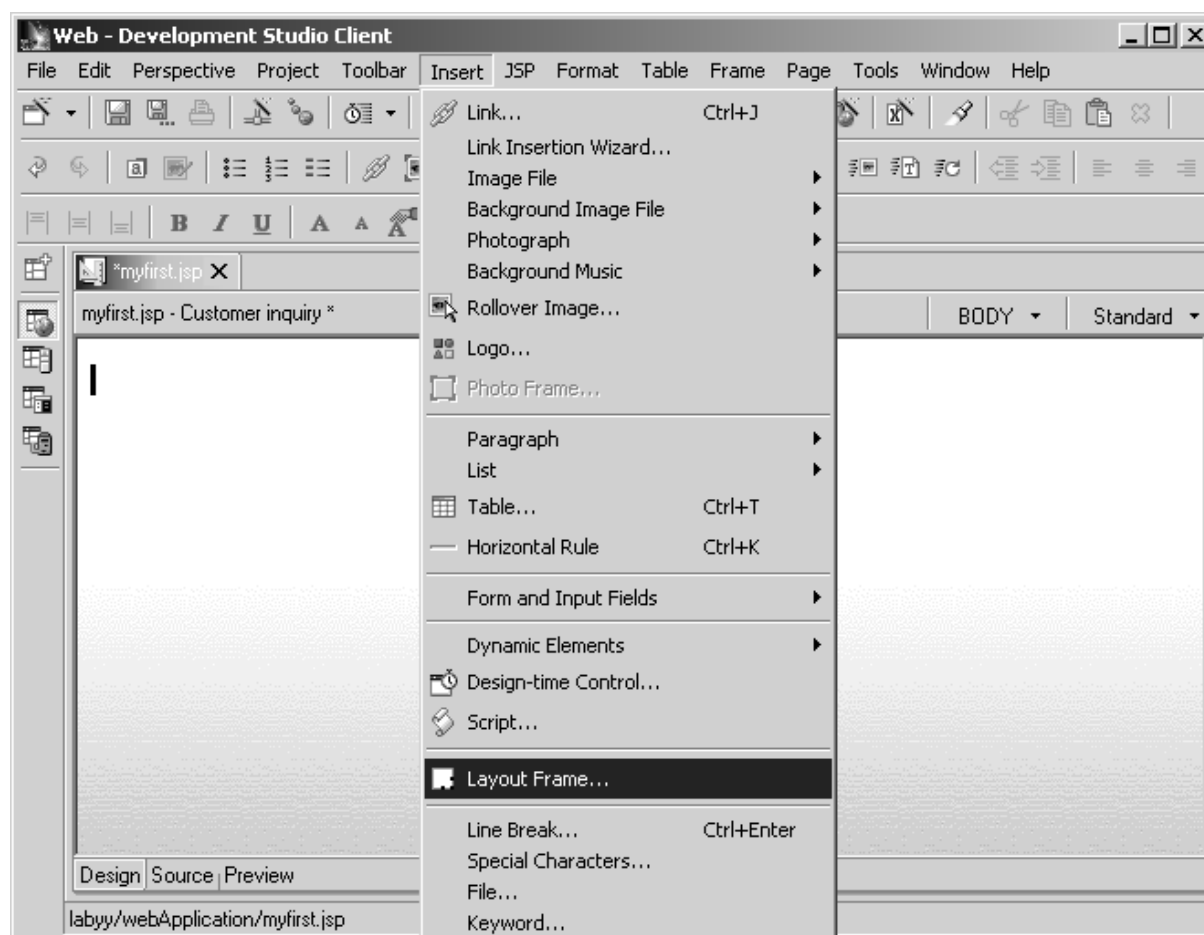 Web - Development Studio Client
File Edit Perspective Project Toolbar Insert JSP Format Table Frame Page Tools Window Help
Link... Ctrl+J
Link Insertion Wizard...
Image File
Background Image File
Photograph
Background Music
*myfirst.jsp
myfirst.jsp - Customer inquiry *
BODY
Standard
Rollover Image...
Logo...
Photo Frame...
Paragraph
List
Table... Ctrl+T
Horizontal Rule Ctrl+K
Form and Input Fields
Dynamic Elements
Design-time Control...
Script...
Layout Frame...
Line Break... Ctrl+Enter
Special Characters...
File...
Keyword...
Design Source Preview
labyy/webApplication/myfirst.jsp